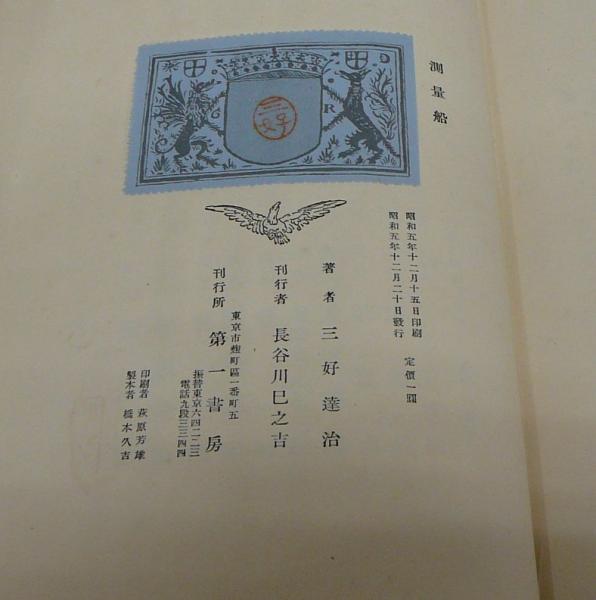 測量船
昭和五年十二月十五日印刷
昭和五年十二月二十日發行
定價一圓
著者 三好達治
刊行者 長谷川巳之吉
東京市麹町區一番町五
刊行所 第一書房
振替東京六四二二三
電話九段三三四四
印刷者 萩原芳雄
製本者 橋本久吉
三好
G R